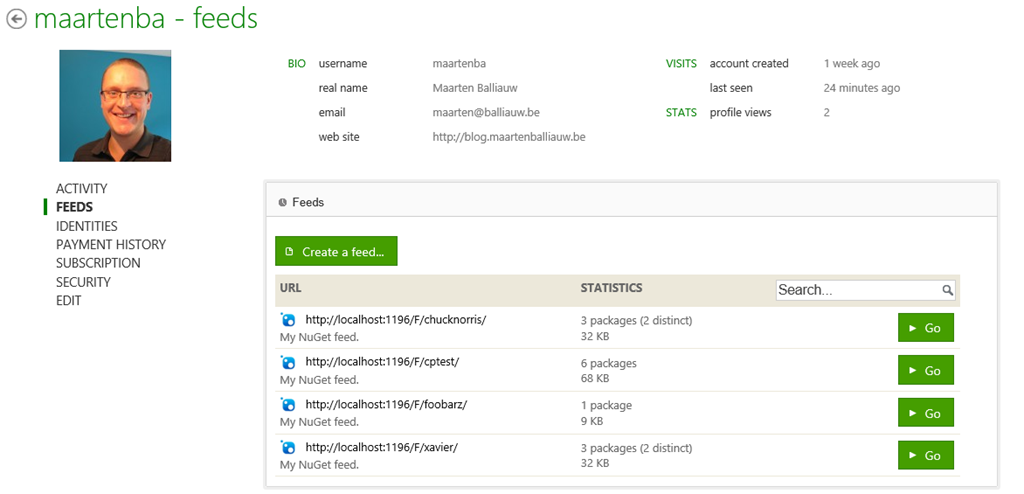 maartenba - feeds
BIO username maartenba VISITS account created 1 week ago
real name Maarten Balliauw last seen 24 minutes ago
email maarten@balliauw.be STATS profile views 2
web site http://blog.maartenballiauw.be
ACTIVITY
FEEDS
IDENTITIES
PAYMENT HISTORY
SUBSCRIPTION
SECURITY
EDIT
Feeds
Create a feed...
URL STATISTICS Search...
http://localhost:1196/F/chucknorris/ 3 packages (2 distinct) Go
My NuGet feed. 32 KB
http://localhost:1196/F/cptest/ 6 packages Go
My NuGet feed. 68 KB
http://localhost:1196/F/foobarz/ 1 package Go
My NuGet feed. 9 KB
http://localhost:1196/F/xavier/ 3 packages (2 distinct) Go
My NuGet feed. 32 KB